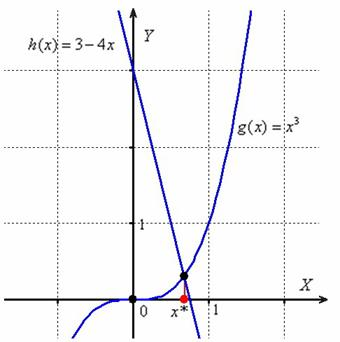 Y
h(x) = 3 − 4x
g(x) = x³
1
X
0
x*
1